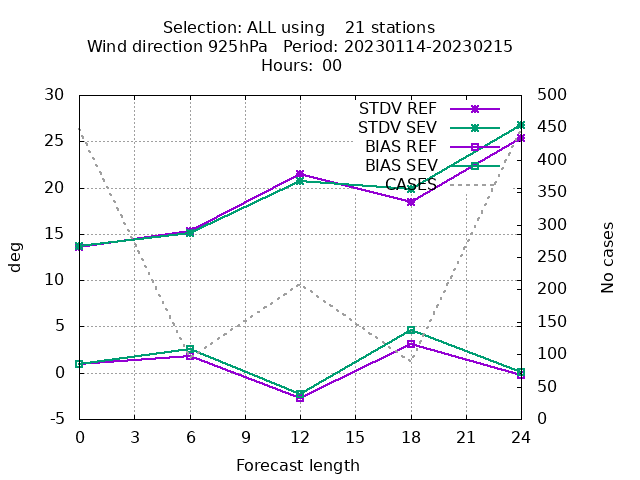 Selection: ALL using    21 stations
Wind direction 925hPa   Period: 20230114-20230215
Hours: 00
30
25
20
15
10
5
0
-5
deg
STDV REF
STDV SEV
BIAS REF
BIAS SEV
CASES
500
450
400
350
300
250
200
150
100
50
0
No cases
0 3 6 9 12 15 18 21 24
Forecast length